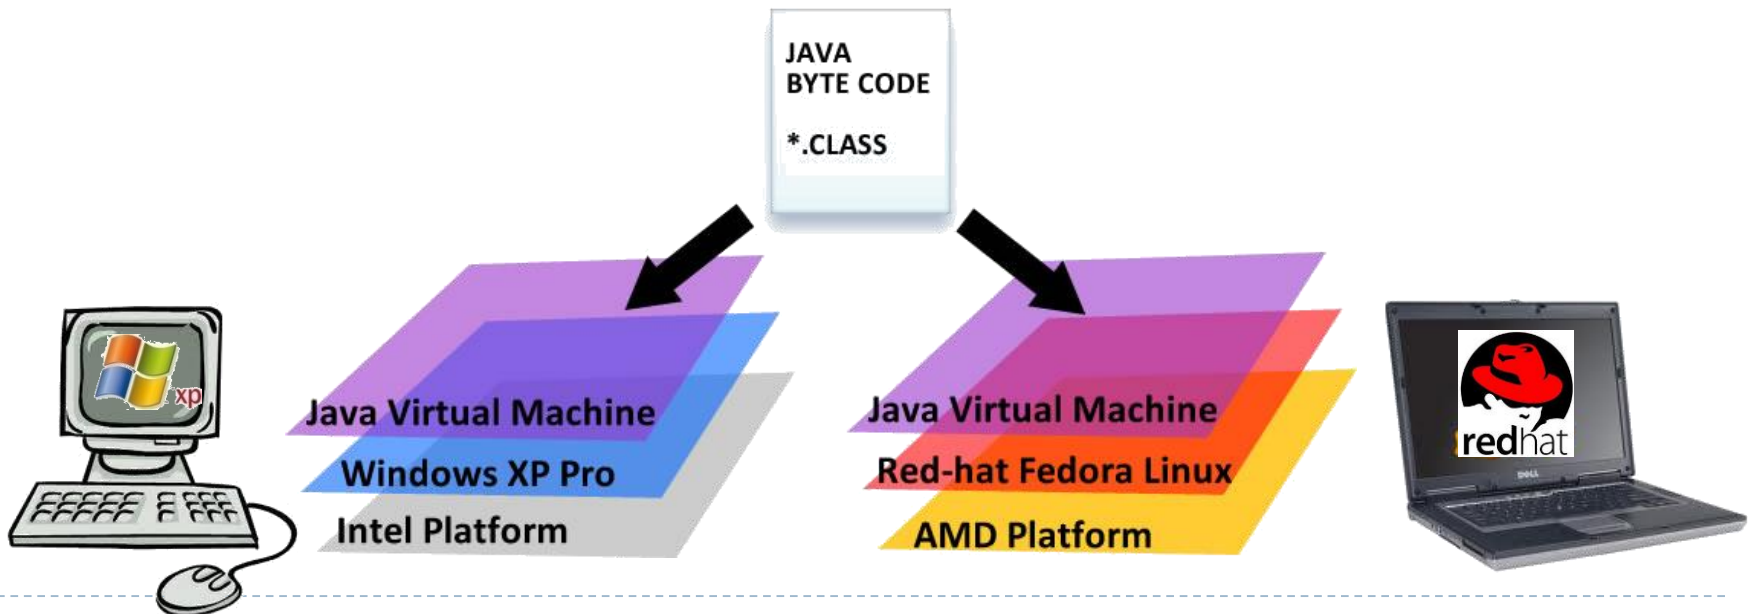 JAVA
BYTE CODE
*.CLASS
xp
Java Virtual Machine
Windows XP Pro
Intel Platform
Java Virtual Machine
Red-hat Fedora Linux
AMD Platform
redhat
DELL